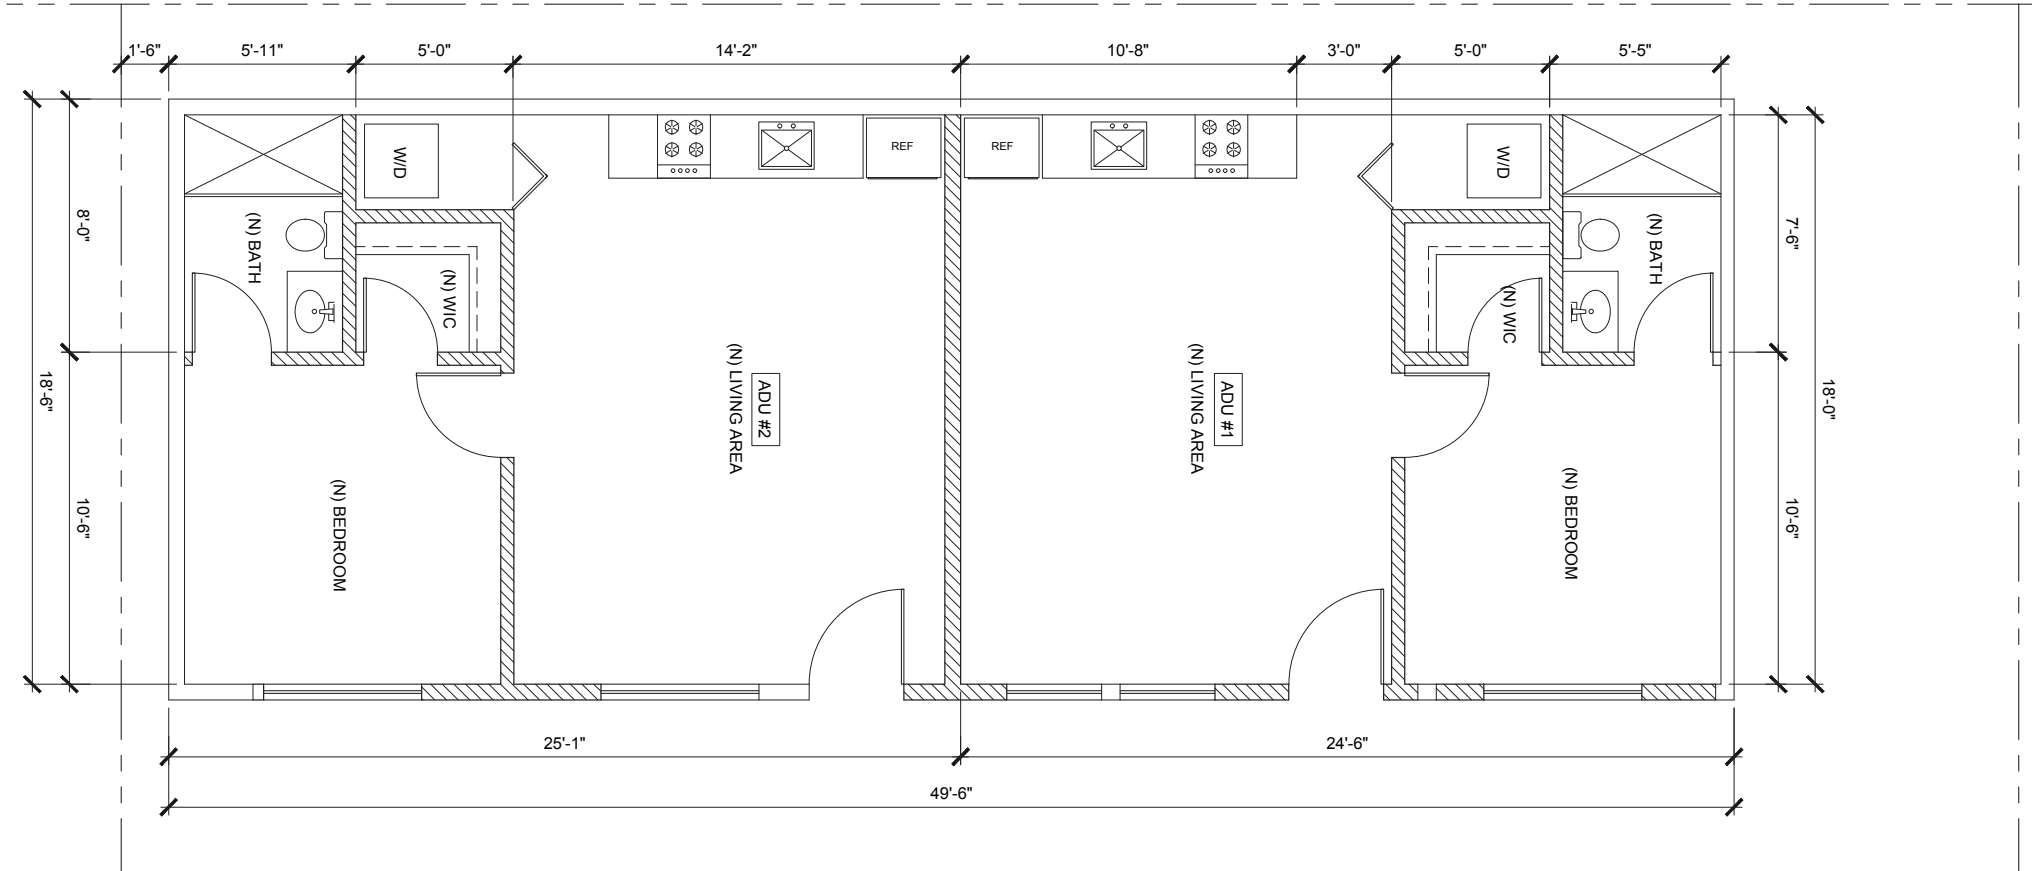 1'-6"
5'-11"
5'-0"
14'-2"
10'-8"
3'-0"
5'-0"
5'-5"
W/D
REF
REF
W/D
8'-0"
(N) BATH
(N) WIC
(N) WIC
(N) BATH
7'-6"
18'-6"
ADU #2
(N) LIVING AREA
ADU #1
(N) LIVING AREA
18'-0"
10'-6"
(N) BEDROOM
(N) BEDROOM
10'-6"
25'-1"
24'-6"
49'-6"